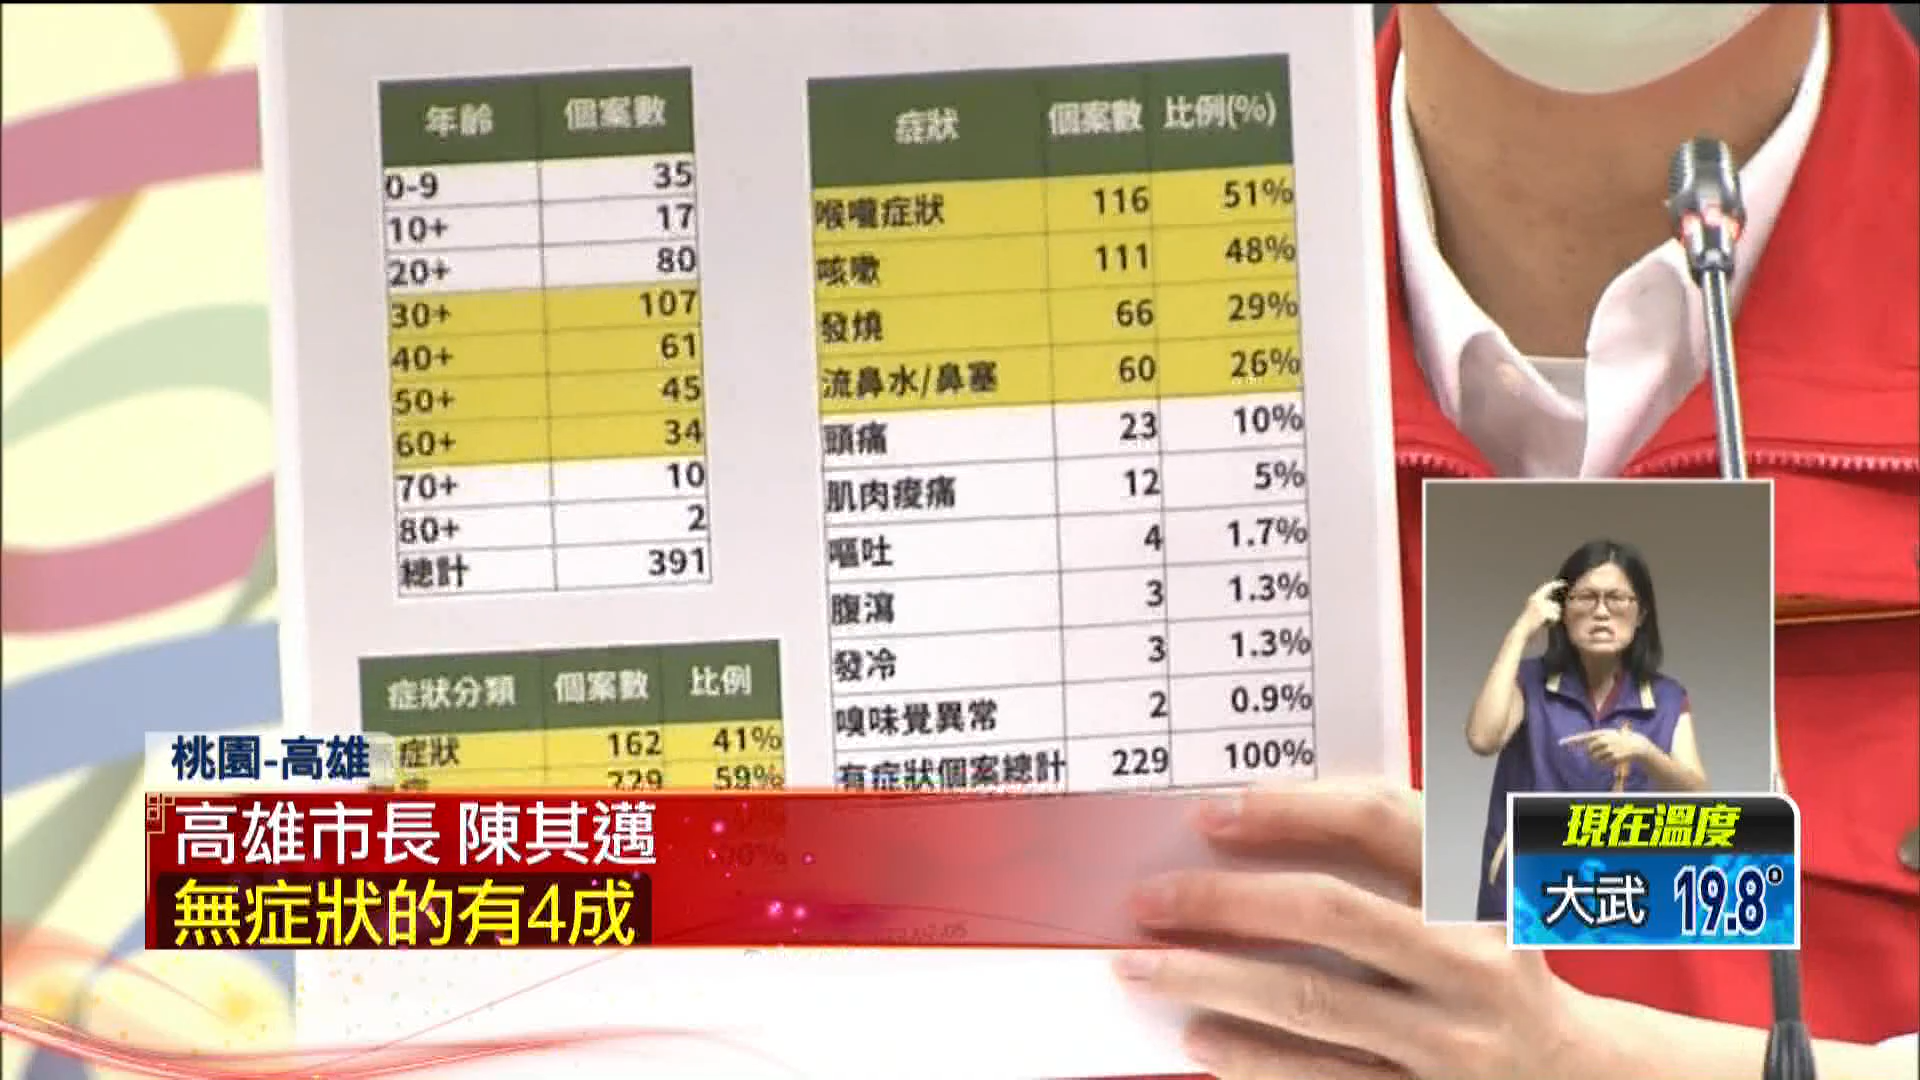 年齡 個案數
0-9 35
10+ 17
20+ 80
30+ 107
40+ 61
50+ 45
60+ 34
70+ 10
80+ 2
總計 391
症狀 個案數 比例(%)
喉嚨症狀 116 51%
咳嗽 111 48%
發燒 66 29%
流鼻水/鼻塞 60 26%
頭痛 23 10%
肌肉痠痛 12 5%
嘔吐 4 1.7%
腹瀉 3 1.3%
發冷 3 1.3%
嗅味覺異常 2 0.9%
有症狀個案總計 229 100%
症狀分類 個案數 比例
症狀 162 41%
229 59%
桃園-高雄
高雄市長 陳其邁
無症狀的有4成
現在溫度
大武 19.8°